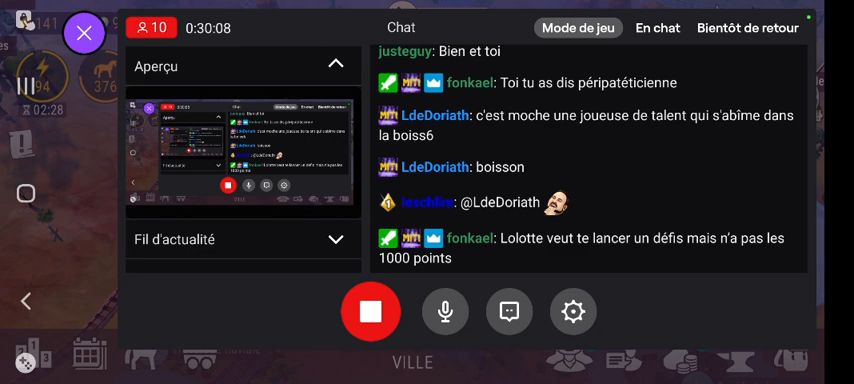 10 0:30:08 Chat Mode de jeu En chat Bientôt de retour
Aperçu
Fil d'actualité
justeguy: Bien et toi
fonkael: Toi tu as dis péripatéticienne
LdeDoriath: c'est moche une joueuse de talent qui s'abîme dans
la boiss6
LdeDoriath: boisson
: @LdeDoriath
fonkael: Lolotte veut te lancer un défis mais n'a pas les
1000 points
02:28
VILLE